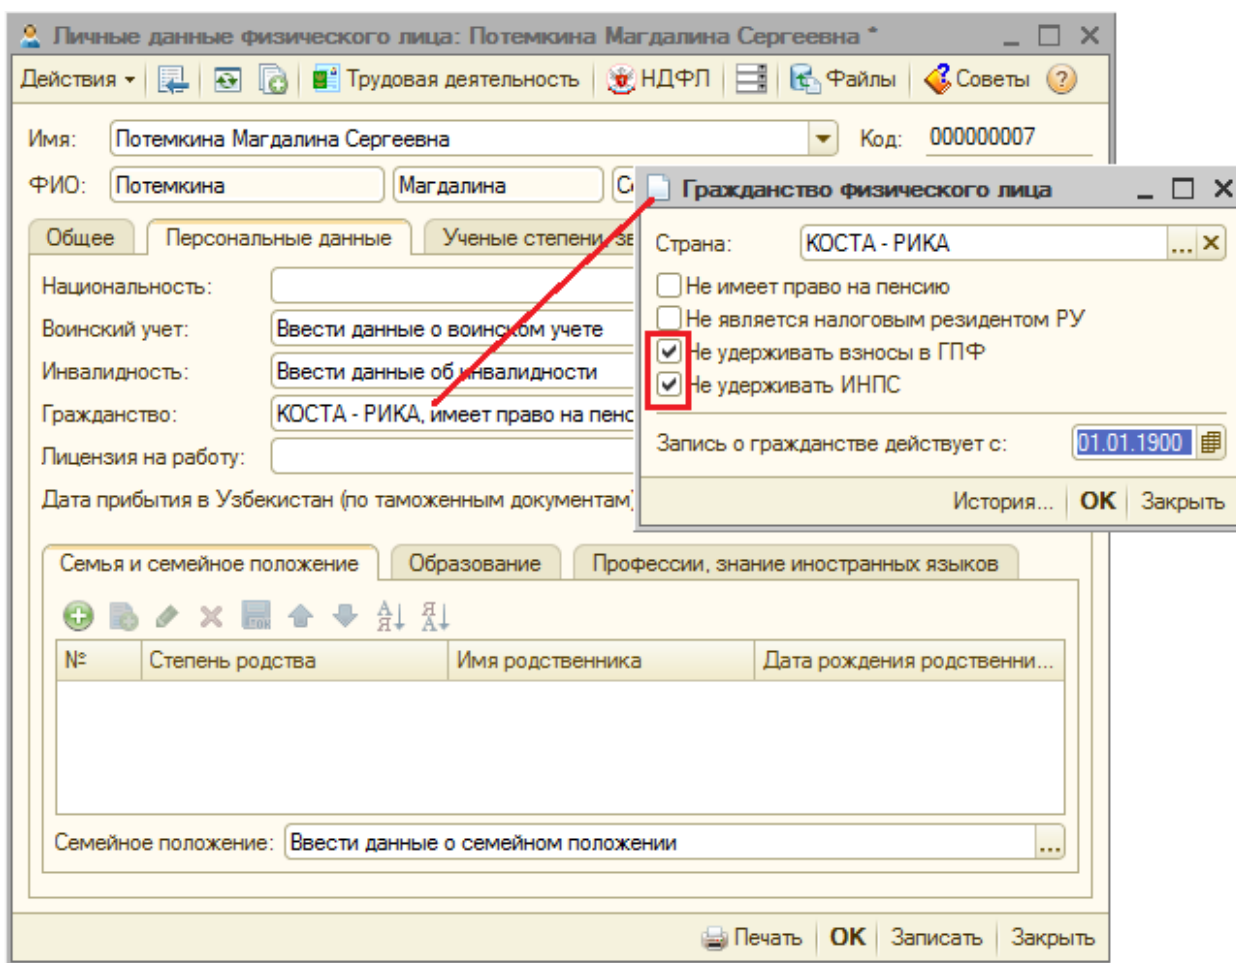 Личные данные физического лица: Потемкина Магдалина Сергеевна *
Действия Трудовая деятельность НДФЛ Файлы Советы ?
Имя: Потемкина Магдалина Сергеевна Код: 000000007
ФИО: Потемкина Магдалина
Общее Персональные данные Ученые степени,
Национальность:
Воинский учет: Ввести данные о воинском учете
Инвалидность: Ввести данные об инвалидности
Гражданство: КОСТА - РИКА, имеет право на пенс
Лицензия на работу:
Дата прибытия в Узбекистан (по таможенным документам)
Гражданство физического лица
Страна: КОСТА - РИКА ...
Не имеет право на пенсию
Не является налоговым резидентом РУ
Не удерживать взносы в ГПФ
Не удерживать ИНПС
Запись о гражданстве действует с: 01.01.1900
История... OK Закрыть
Семья и семейное положение Образование Профессии, знание иностранных языков
№ Степень родства Имя родственника Дата рождения родственни...
Семейное положение: Ввести данные о семейном положении ...
Печать OK Записать Закрыть